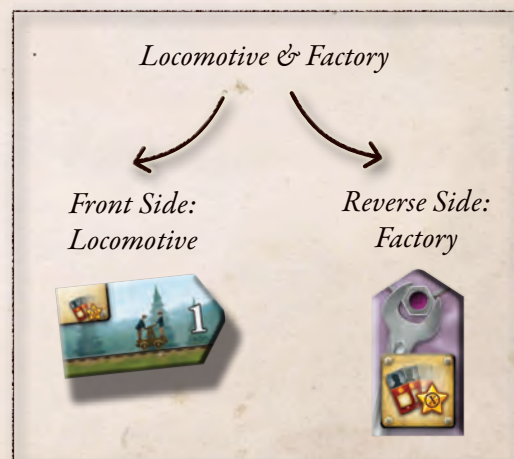 Locomotive & Factory
Front Side:
Locomotive
Reverse Side:
Factory
1